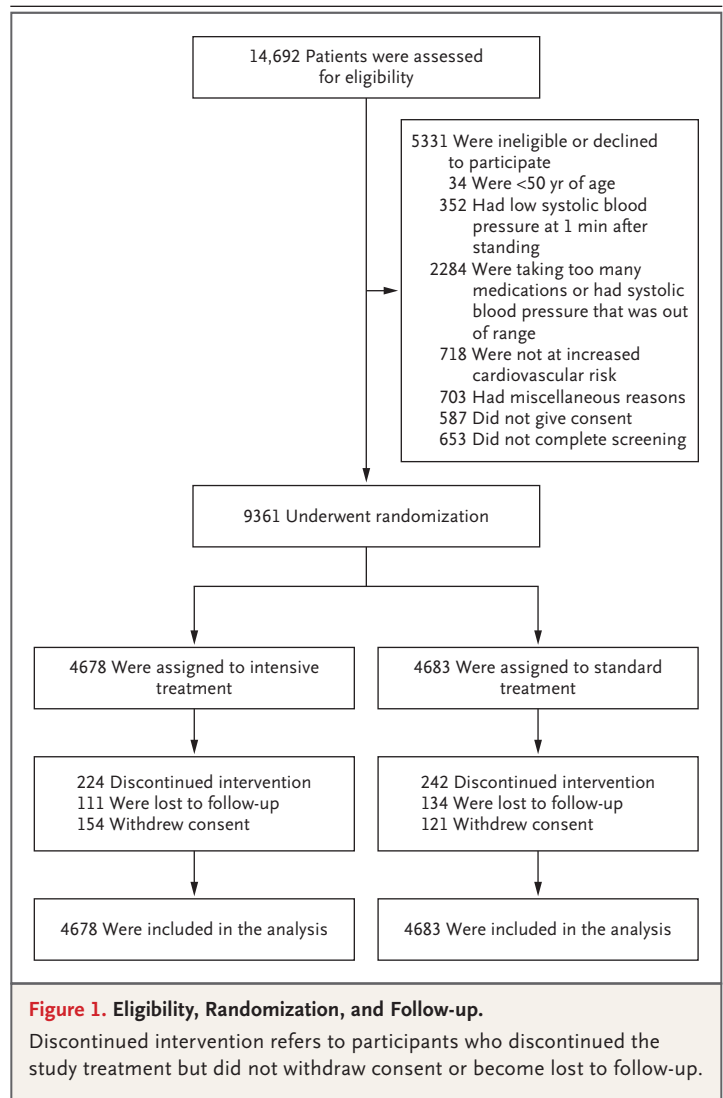 14,692 Patients were assessed
for eligibility
5331 Were ineligible or declined
to participate
34 Were <50 yr of age
352 Had low systolic blood
pressure at 1 min after
standing
2284 Were taking too many
medications or had systolic
blood pressure that was out
of range
718 Were not at increased
cardiovascular risk
703 Had miscellaneous reasons
587 Did not give consent
653 Did not complete screening
9361 Underwent randomization
4678 Were assigned to intensive
treatment
4683 Were assigned to standard
treatment
224 Discontinued intervention
111 Were lost to follow-up
154 Withdrew consent
242 Discontinued intervention
134 Were lost to follow-up
121 Withdrew consent
4678 Were included in the analysis
4683 Were included in the analysis
Figure 1. Eligibility, Randomization, and Follow-up.
Discontinued intervention refers to participants who discontinued the
study treatment but did not withdraw consent or become lost to follow-up.